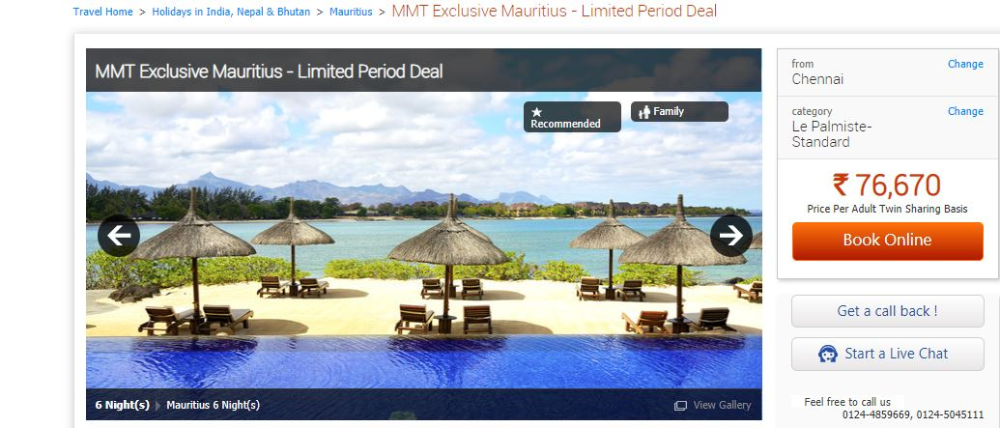 Travel Home > Holidays in India, Nepal & Bhutan > Mauritius > MMT Exclusive Mauritius - Limited Period Deal
MMT Exclusive Mauritius - Limited Period Deal
Recommended
Family
6 Night(s) Mauritius 6 Night(s)
View Gallery
from
Change
Chennai
category
Change
Le Palmiste-
Standard
₹ 76,670
Price Per Adult Twin Sharing Basis
Book Online
Get a call back !
Start a Live Chat
Feel free to call us
0124-4859669, 0124-5045111